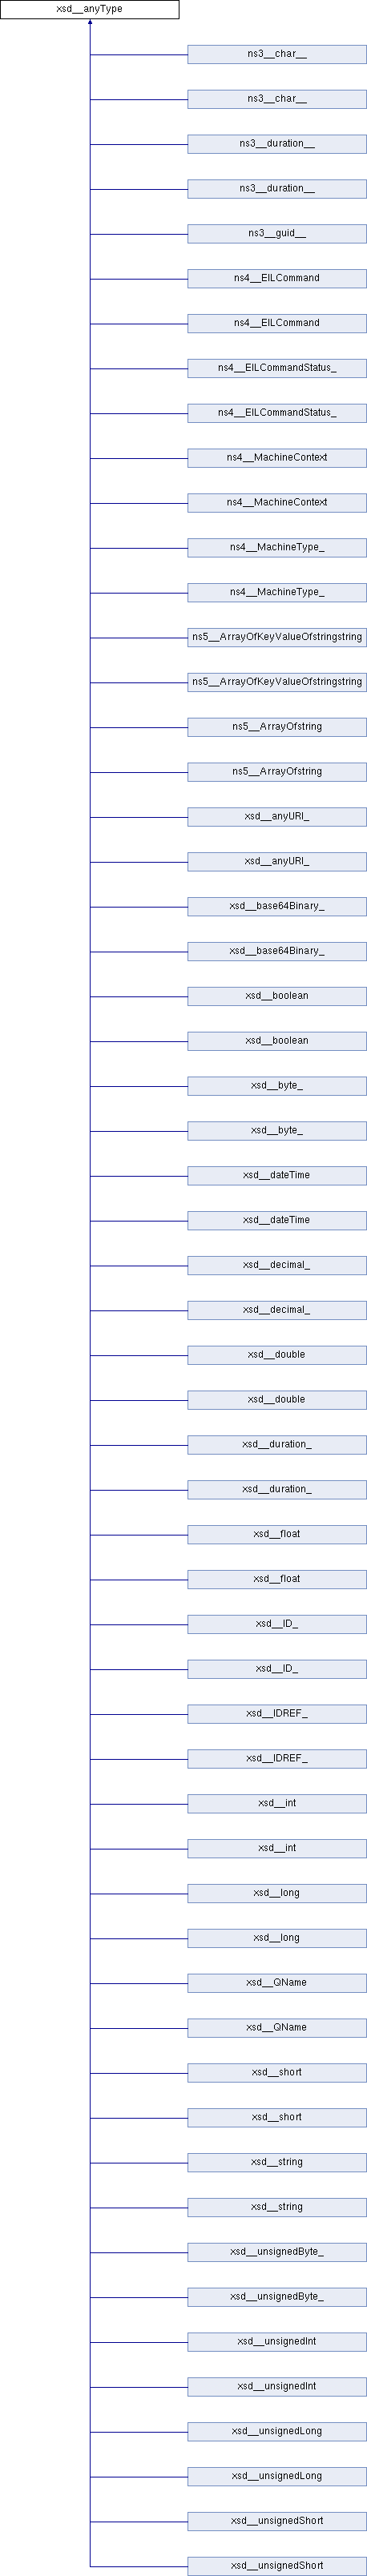 xsd__anyType
ns3__char__
ns3__char__
ns3__duration__
ns3__duration__
ns3__guid__
ns4__EILCommand
ns4__EILCommand
ns4__EILCommandStatus_
ns4__EILCommandStatus_
ns4__MachineContext
ns4__MachineContext
ns4__MachineType_
ns4__MachineType_
ns5__ArrayOfKeyValueOfstringstring
ns5__ArrayOfKeyValueOfstringstring
ns5__ArrayOfstring
ns5__ArrayOfstring
xsd__anyURI_
xsd__anyURI_
xsd__base64Binary_
xsd__base64Binary_
xsd__boolean
xsd__boolean
xsd__byte_
xsd__byte_
xsd__dateTime
xsd__dateTime
xsd__decimal_
xsd__decimal_
xsd__double
xsd__double
xsd__duration_
xsd__duration_
xsd__float
xsd__float
xsd__ID_
xsd__ID_
xsd__IDREF_
xsd__IDREF_
xsd__int
xsd__int
xsd__long
xsd__long
xsd__QName
xsd__QName
xsd__short
xsd__short
xsd__string
xsd__string
xsd__unsignedByte_
xsd__unsignedByte_
xsd__unsignedInt
xsd__unsignedInt
xsd__unsignedLong
xsd__unsignedLong
xsd__unsignedShort
xsd__unsignedShort